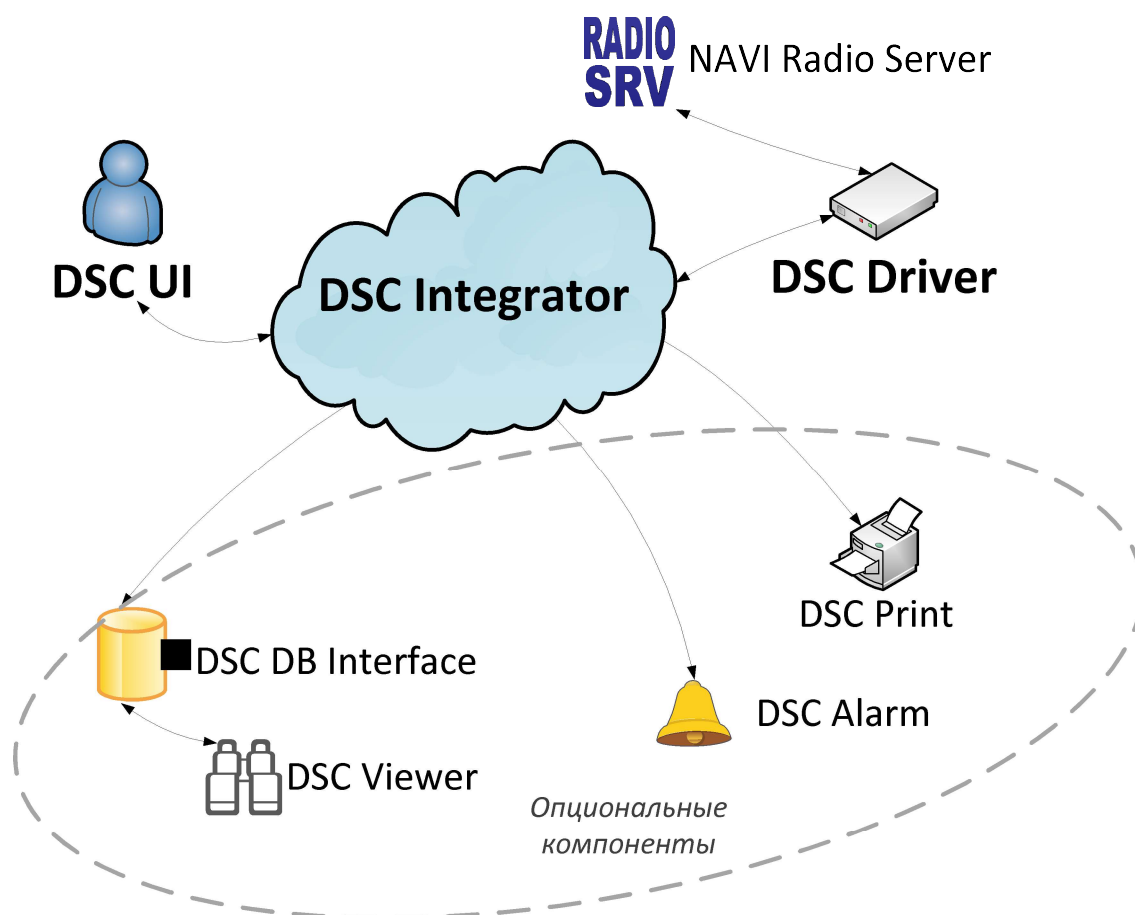 RADIO
SRV
NAVI Radio Server
DSC UI
DSC Integrator
DSC Driver
DSC Print
DSC DB Interface
DSC Alarm
DSC Viewer
Опциональные
компоненты